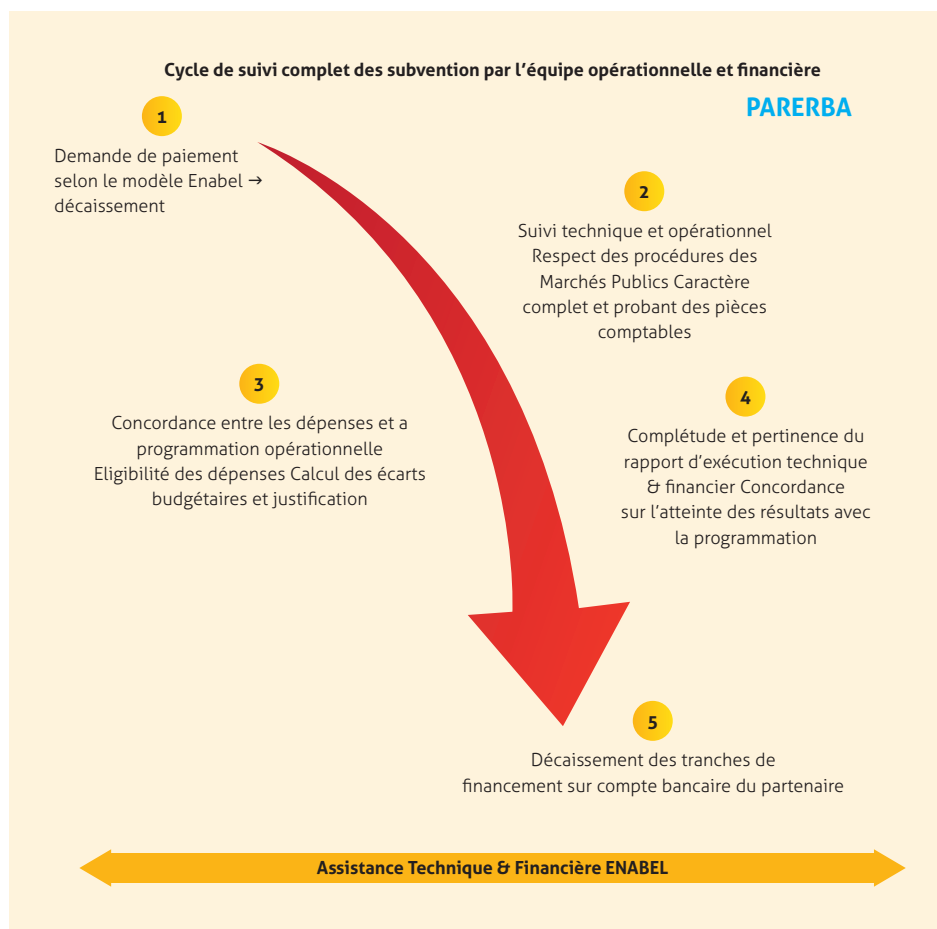 Cycle de suivi complet des subvention par l'équipe opérationnelle et financière
PARERBA
1
Demande de paiement
selon le modèle Enabel →
décaissement
2
Suivi technique et opérationnel
Respect des procédures des
Marchés Publics Caractère
complet et probant des pièces
comptables
3
Concordance entre les dépenses et a
programmation opérationnelle
Eligibilité des dépenses Calcul des écarts
budgétaires et justification
4
Complétude et pertinence du
rapport d'exécution technique
& financier Concordance
sur l'atteinte des résultats avec
la programmation
5
Décaissement des tranches de
financement sur compte bancaire du partenaire
Assistance Technique & Financière ENABEL